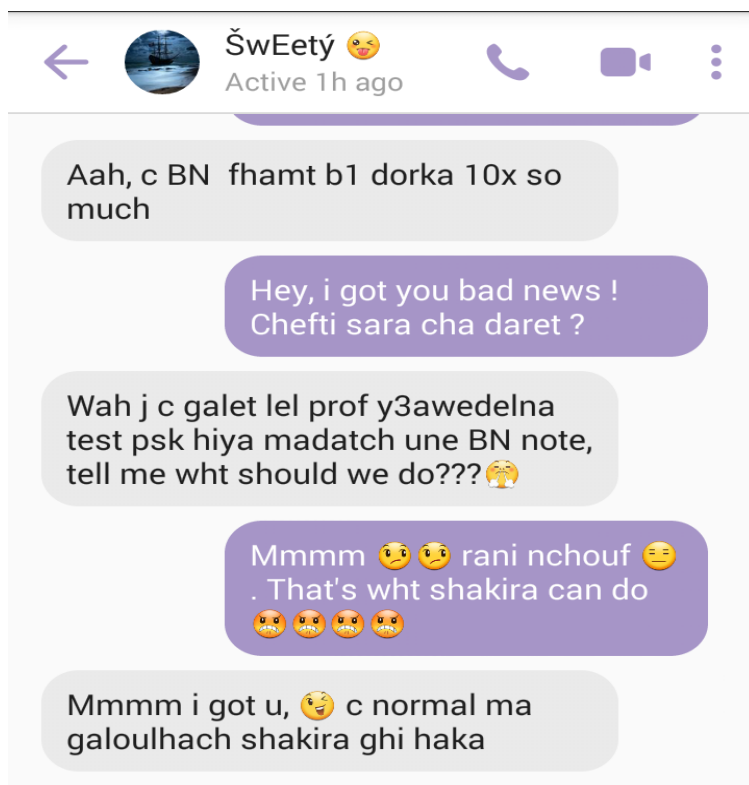 ŠwEetý 😜
Active 1h ago
Aah, c BN  fhamt b1 dorka 10x so
much
Hey, i got you bad news !
Chefti sara cha daret ?
Wah j c galet lel prof y3awedelna
test psk hiya madatch une BN note,
tell me wht should we do???😤
Mmmm 😞😞 rani nchouf 😑
. That's wht shakira can do
😡😡😡😡
Mmmm i got u, 😉 c normal ma
galoulhach shakira ghi haka